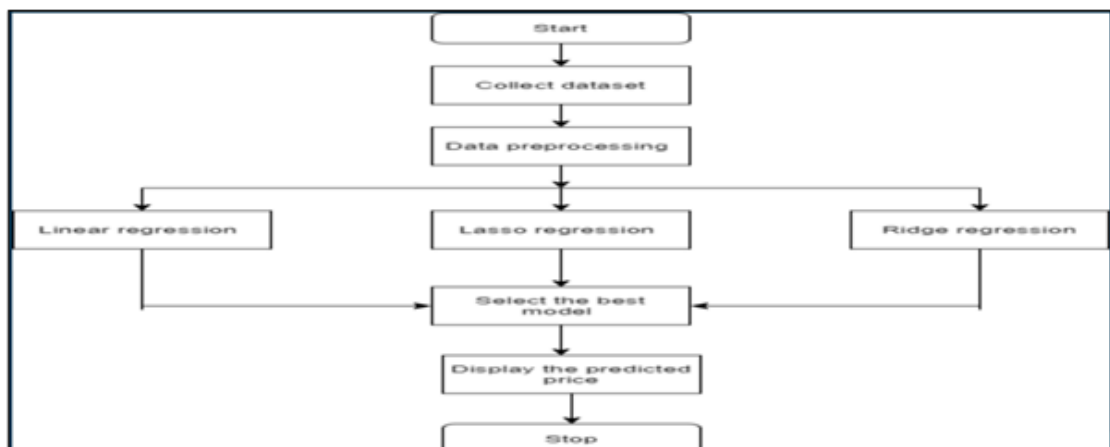 Start
Collect dataset
Data preprocessing
Linear regression
Lasso regression
Ridge regression
Select the best
model
Display the predicted
price
Stop